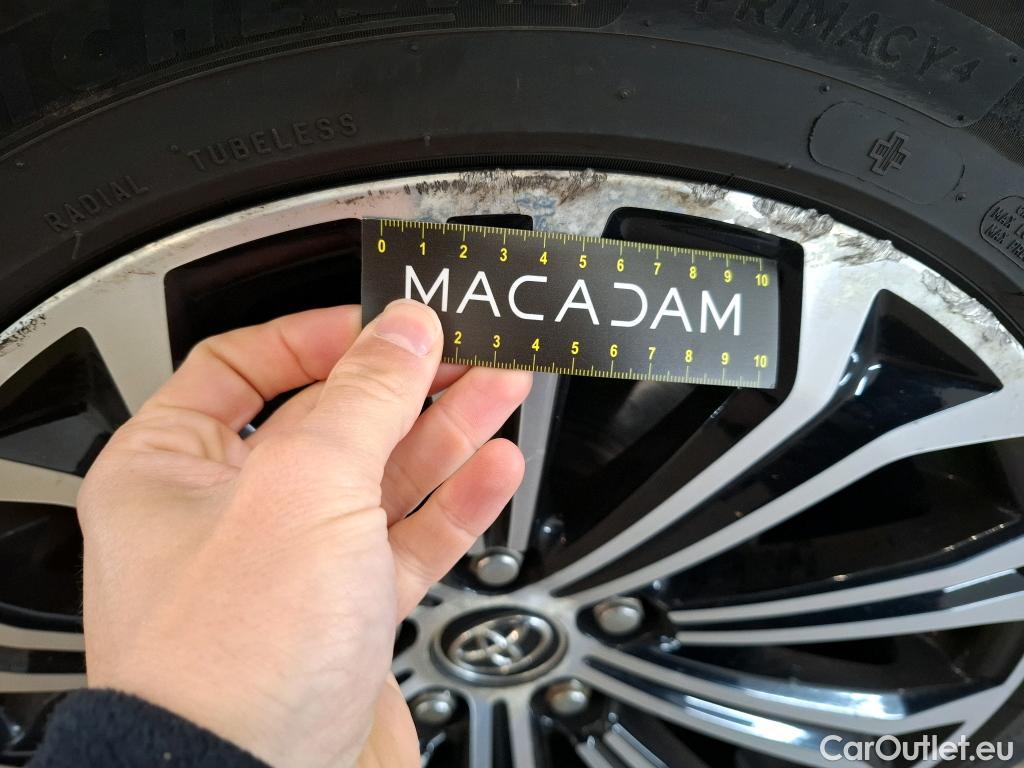 PRIMACY 4
RADIAL TUBELESS
0 1 2 3 4 5 6 7 8 9 10
MACADAM
2 3 4 5 6 7 8 9 10
CarOutlet.eu